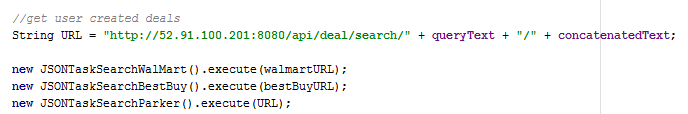 //get user created deals
String URL = "http://52.91.100.201:8080/api/deal/search/" + queryText + "/" + concatenatedText;
new JSONTaskSearchWalMart().execute(walmartURL);
new JSONTaskSearchBestBuy().execute(bestBuyURL);
new JSONTaskSearchParker().execute(URL);